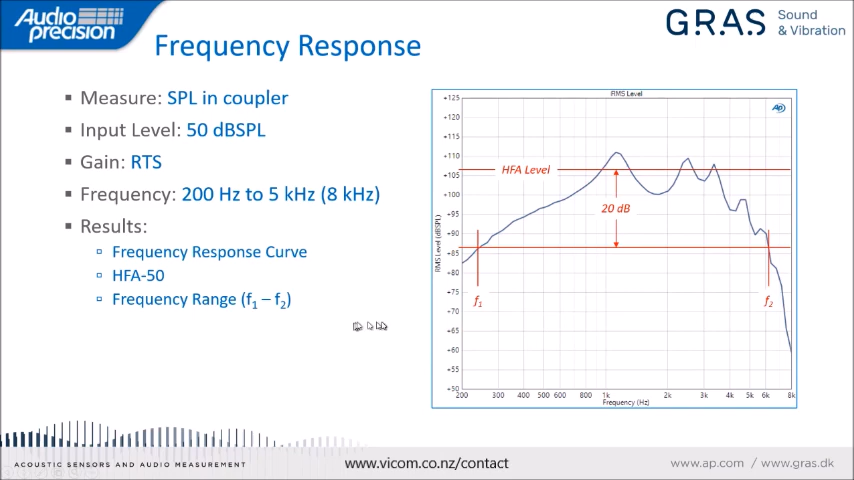 Audio
precision
GRAS Sound
& Vibration
Frequency Response
Measure: SPL in coupler
Input Level: 50 dBSPL
Gain: RTS
Frequency: 200 Hz to 5 kHz (8 kHz)
Results:
Frequency Response Curve
HFA-50
Frequency Range (f1 – f2)
RMS Level
+125
+120
+115
+110
+105
+100
+95
+90
+85
+80
+75
+70
+65
+60
+55
+50
RMS Level (dBSPL)
AP
HFA Level
20 dB
f1
f2
200 300 400 500 600 800 1k 2k 3k 4k 5k 6k 8k
Frequency (Hz)
ACOUSTIC SENSORS AND AUDIO MEASUREMENT
www.vicom.co.nz/contact
www.ap.com / www.gras.dk